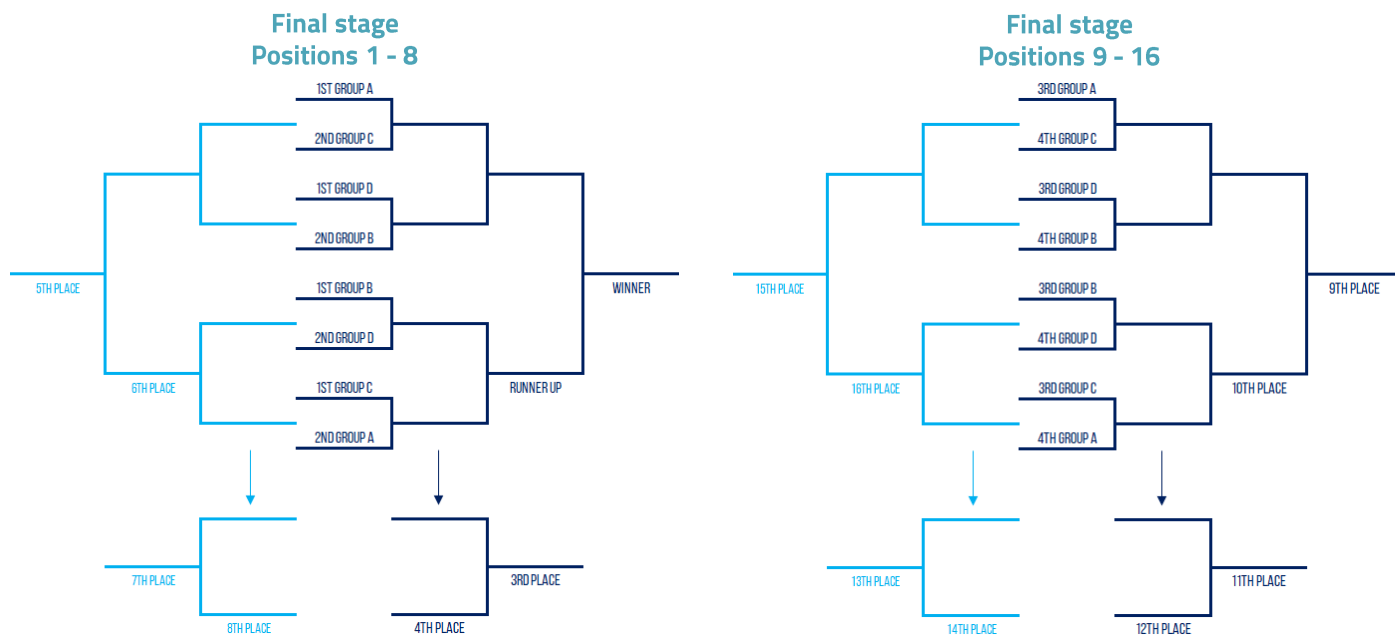 Final stage
Positions 1 - 8
1ST GROUP A
2ND GROUP C
1ST GROUP D
2ND GROUP B
5TH PLACE
1ST GROUP B
WINNER
2ND GROUP D
6TH PLACE
1ST GROUP C
RUNNER UP
2ND GROUP A
7TH PLACE
3RD PLACE
8TH PLACE
4TH PLACE
Final stage
Positions 9 - 16
3RD GROUP A
4TH GROUP C
3RD GROUP D
4TH GROUP B
15TH PLACE
3RD GROUP B
9TH PLACE
4TH GROUP D
16TH PLACE
3RD GROUP C
10TH PLACE
4TH GROUP A
13TH PLACE
11TH PLACE
14TH PLACE
12TH PLACE